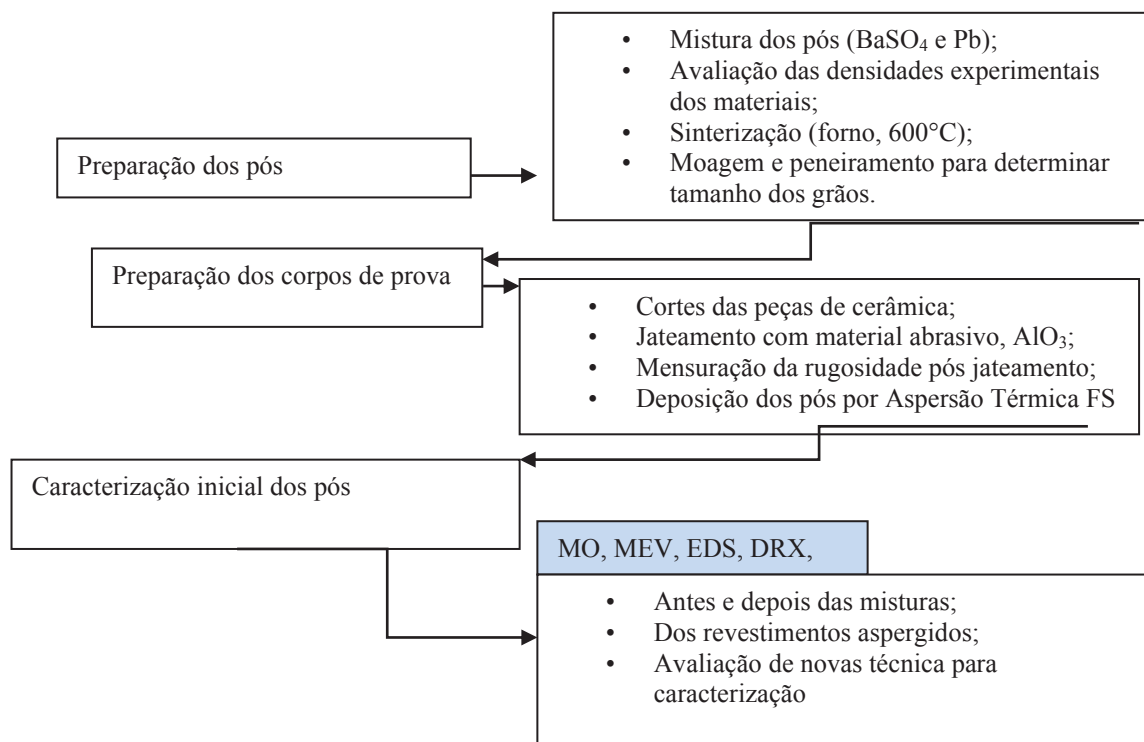 • Mistura dos pós (BaSO₄ e Pb);
• Avaliação das densidades experimentais
dos materiais;
• Sinterização (forno, 600°C);
• Moagem e peneiramento para determinar
tamanho dos grãos.
Preparação dos pós
Preparação dos corpos de prova
• Cortes das peças de cerâmica;
• Jateamento com material abrasivo, AlO₃;
• Mensuração da rugosidade pós jateamento;
• Deposição dos pós por Aspersão Térmica FS
Caracterização inicial dos pós
MO, MEV, EDS, DRX,
• Antes e depois das misturas;
• Dos revestimentos aspergidos;
• Avaliação de novas técnica para
caracterização